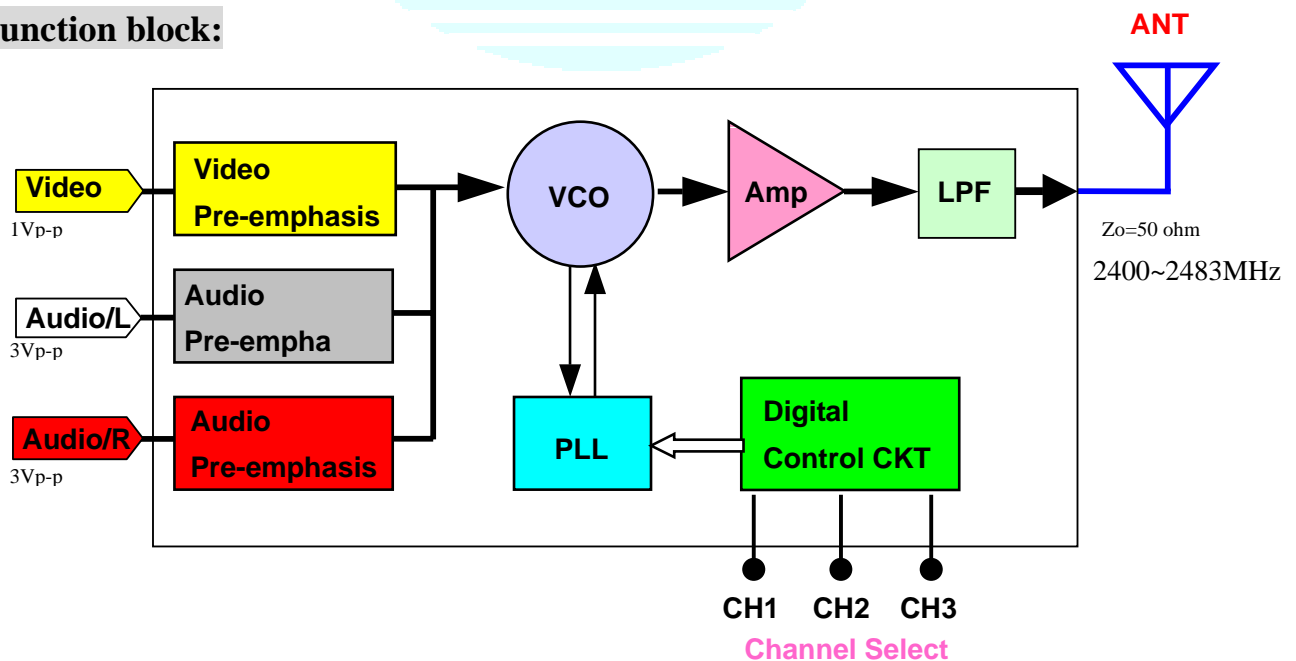 unction block:
ANT
Video
1Vp-p
Video
Pre-emphasis
VCO
Amp
LPF
Zo=50 ohm
2400~2483MHz
Audio/L
3Vp-p
Audio
Pre-empha
Audio/R
3Vp-p
Audio
Pre-emphasis
PLL
Digital
Control CKT
CH1
CH2
CH3
Channel Select